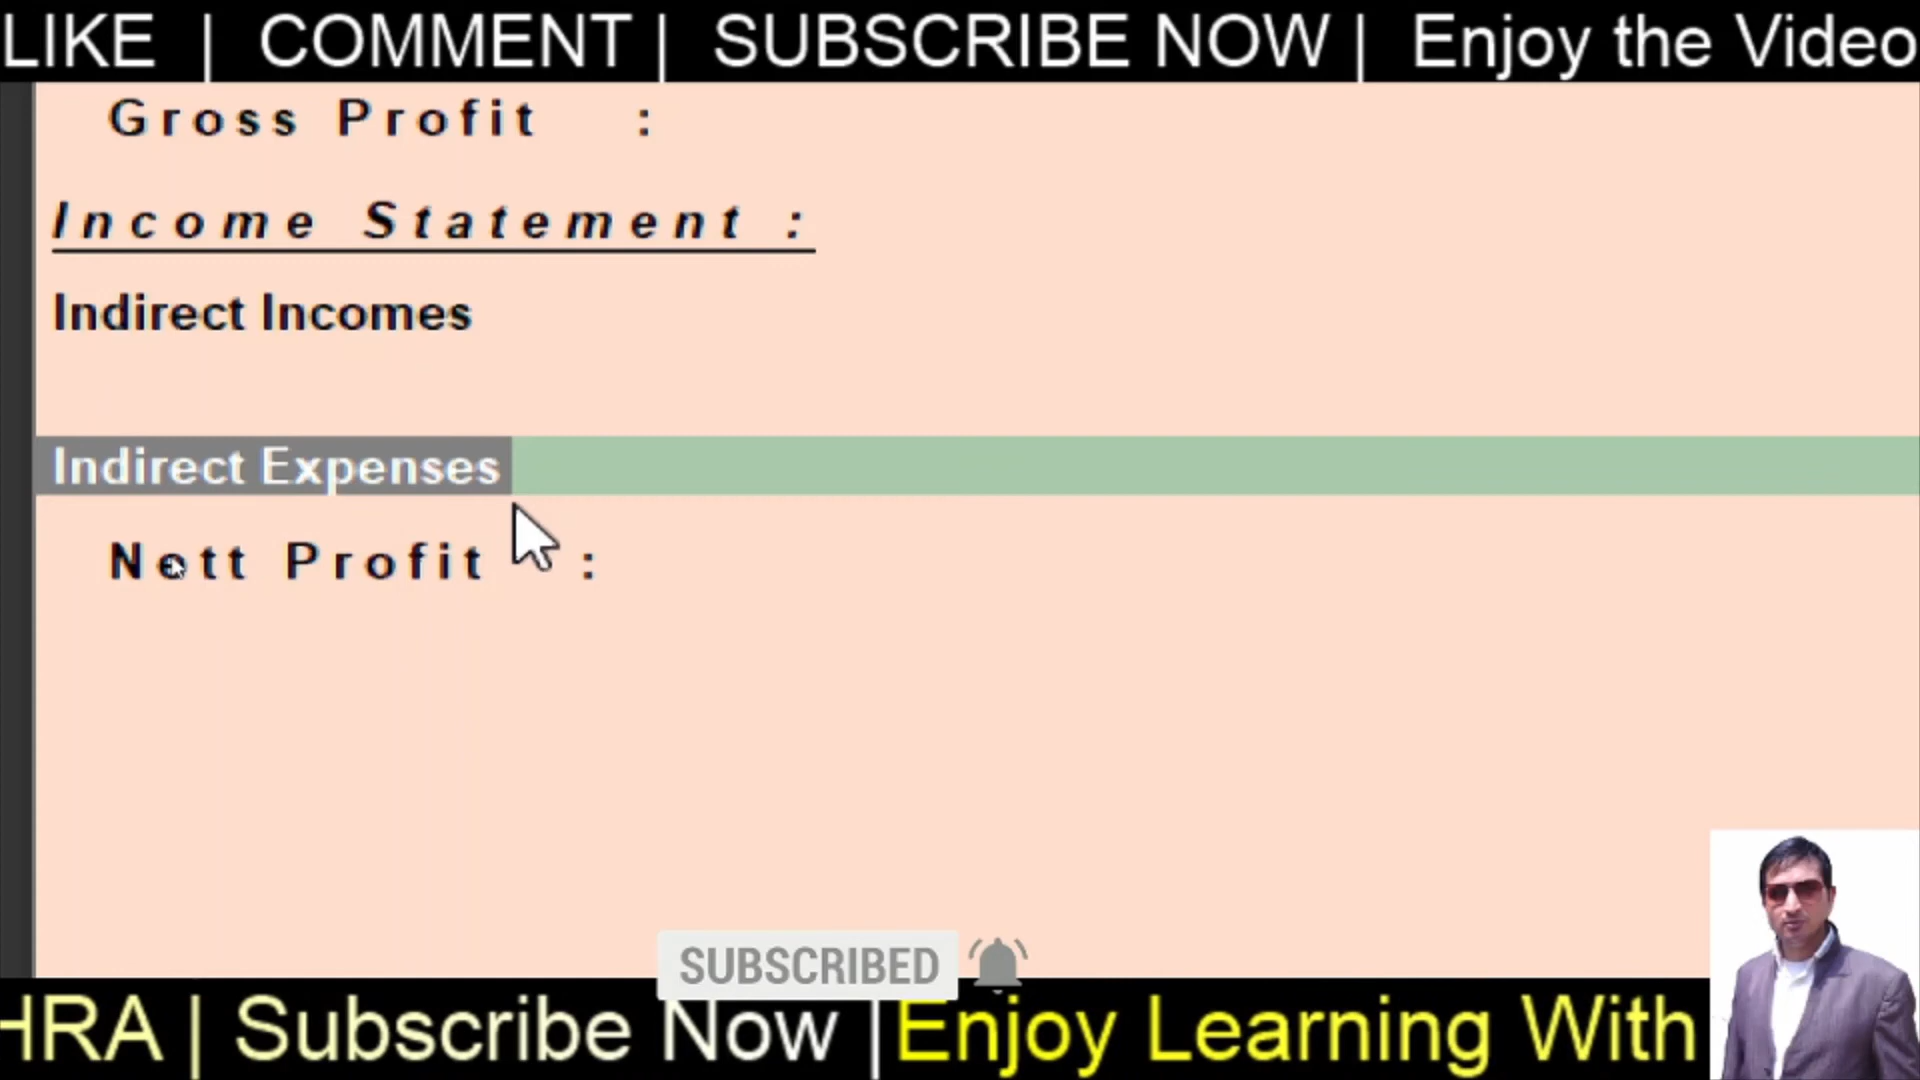 LIKE | COMMENT | SUBSCRIBE NOW | Enjoy the Video
Gross Profit :
Income Statement :
Indirect Incomes
Indirect Expenses
Nett Profit :
SUBSCRIBED
HRA | Subscribe Now | Enjoy Learning With